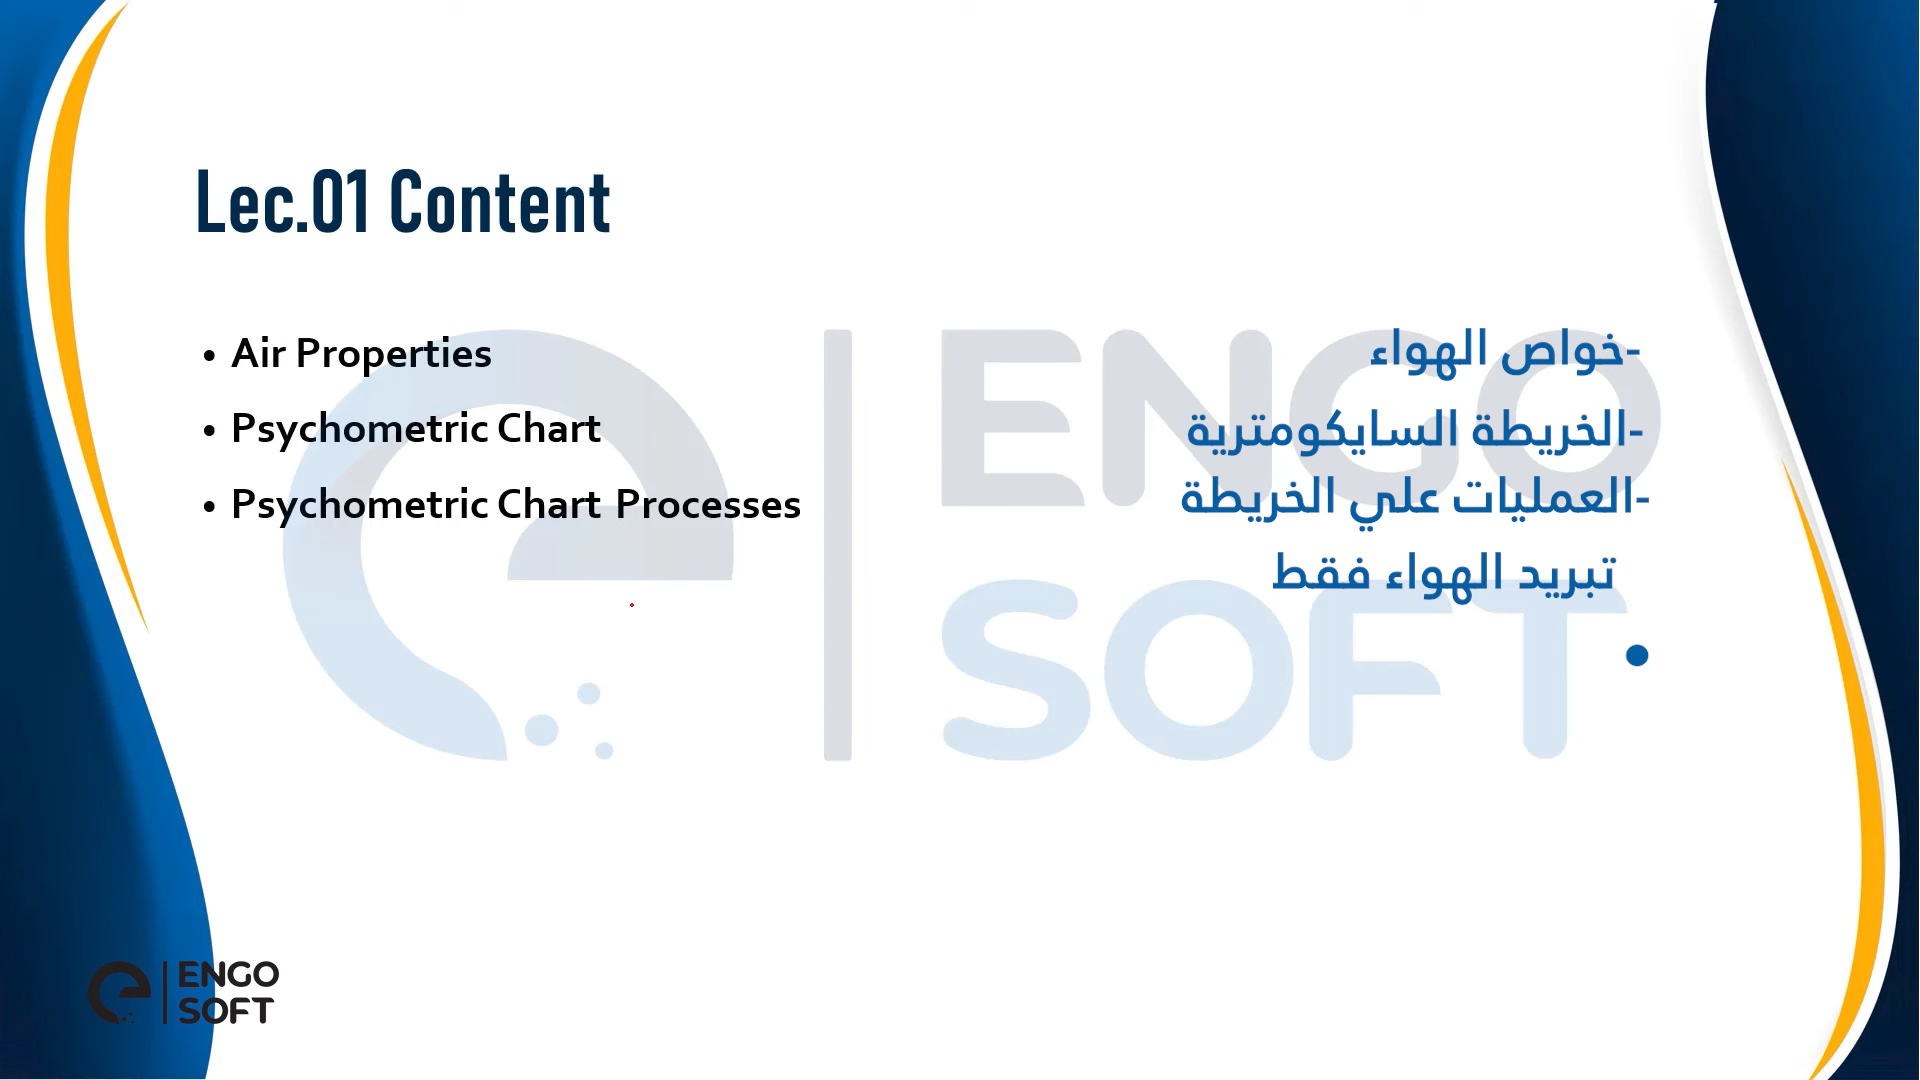 Lec.01 Content
• Air Properties
• Psychometric Chart
• Psychometric Chart Processes
-خواص الهواء
-الخريطة السايكومترية
-العمليات علي الخريطة
تبريد الهواء فقط
•
ENGO
SOFT
ENGO
SOFT